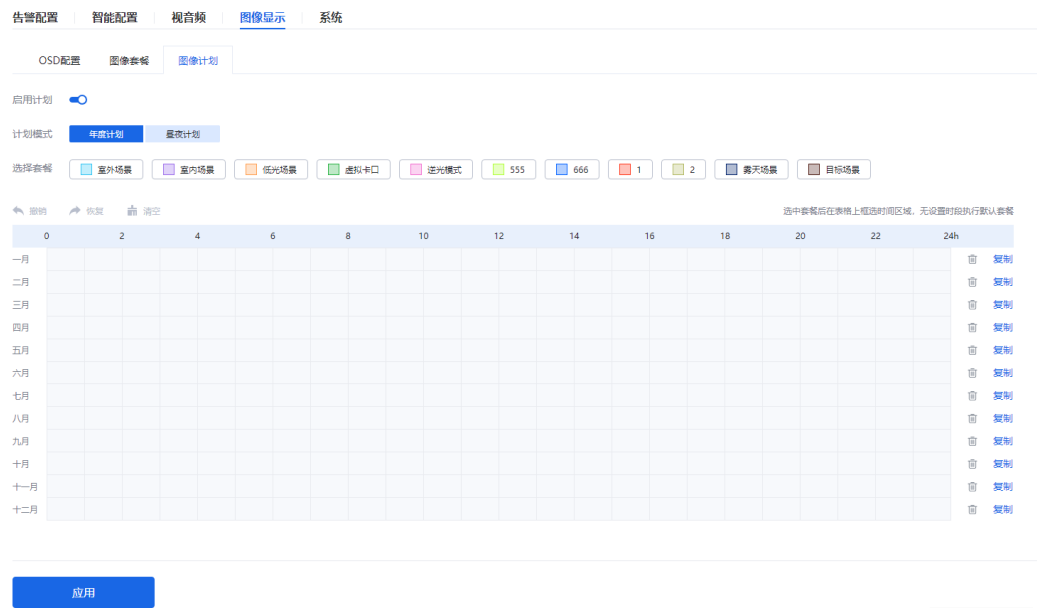 告警配置 智能配置 视音频 图像显示 系统
OSD配置 图像套餐 图像计划
启用计划
计划模式 年度计划 昼夜计划
选择套餐 室外场景 室内场景 低光场景 虚拟卡口 逆光模式 555 666 1 2 雾天场景 目标场景
撤销 恢复 清空 选中套餐后在表格上框选时间区域，无设置时段执行默认套餐
0 2 4 6 8 10 12 14 16 18 20 22 24h
一月 复制
二月 复制
三月 复制
四月 复制
五月 复制
六月 复制
七月 复制
八月 复制
九月 复制
十月 复制
十一月 复制
十二月 复制
应用